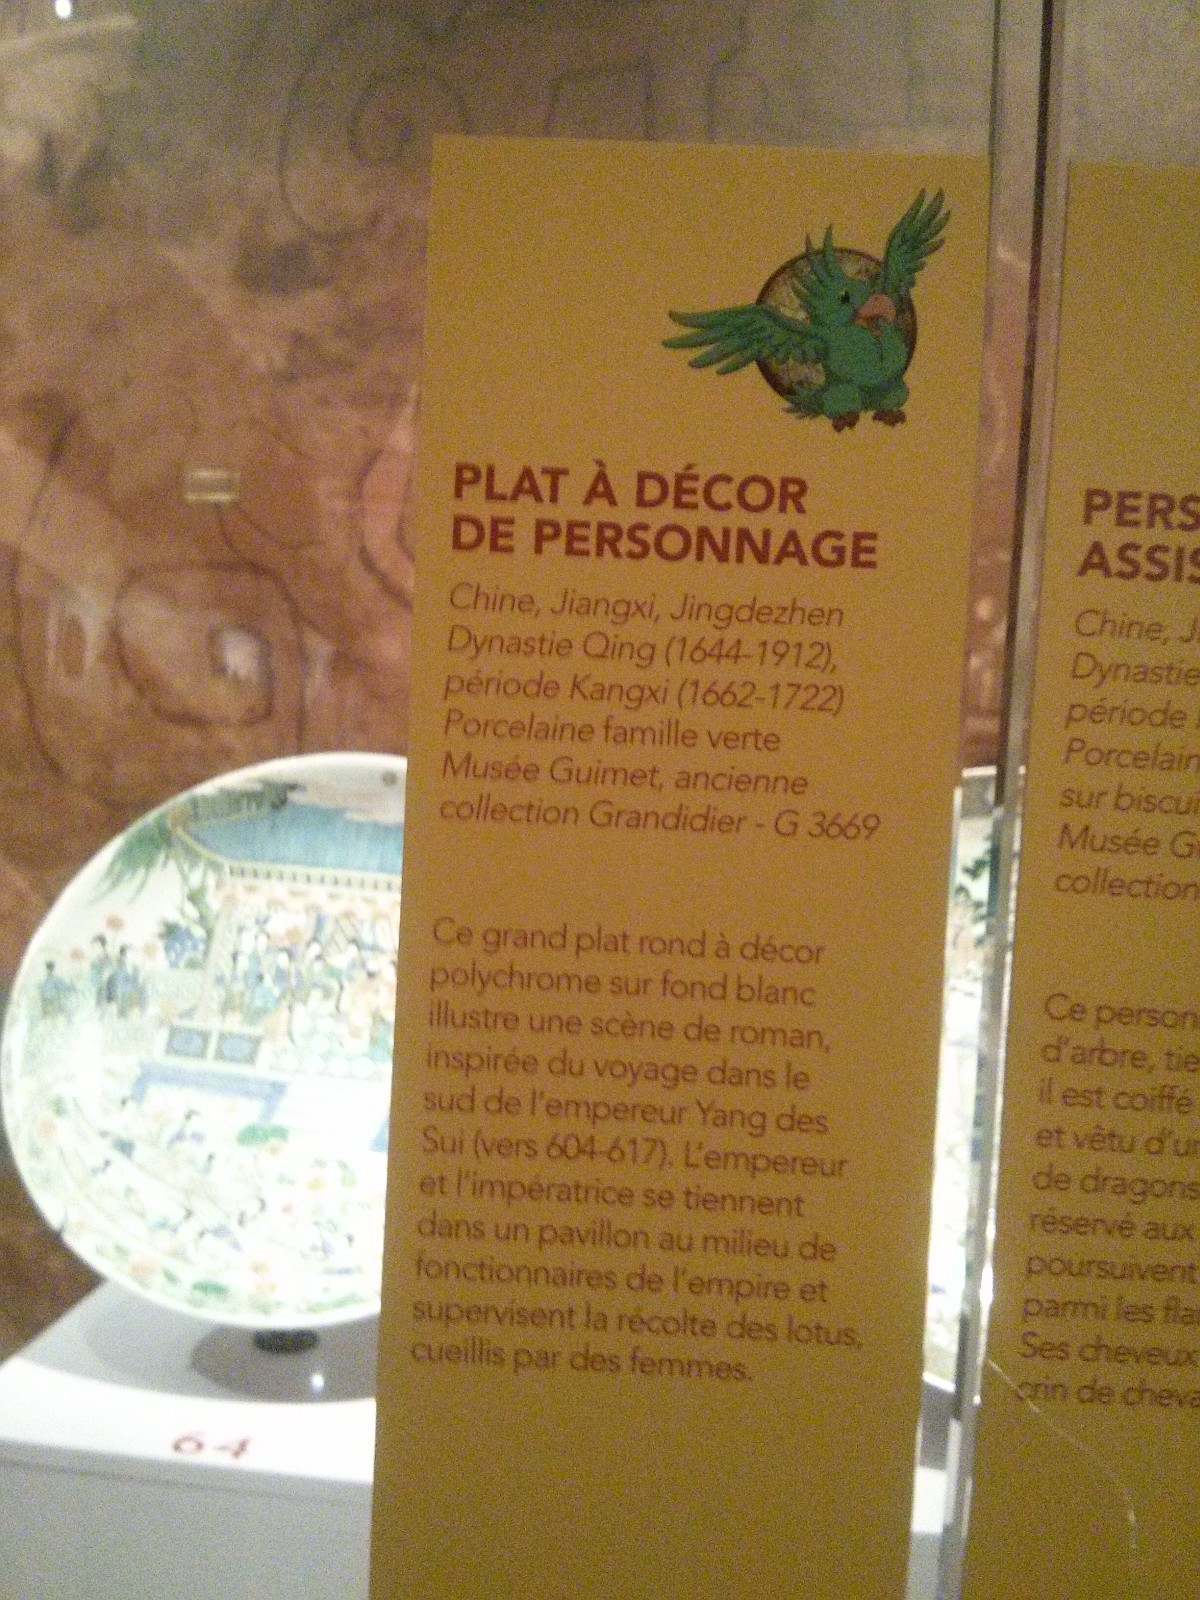 PLAT À DÉCOR
DE PERSONNAGE
Chine, Jiangxi, Jingdezhen
Dynastie Qing (1644-1912),
période Kangxi (1662-1722)
Porcelaine famille verte
Musée Guimet, ancienne
collection Grandidier - G 3669
Ce grand plat rond à décor
polychrome sur fond blanc
illustre une scène de roman,
inspirée du voyage dans le
sud de l'empereur Yang des
Sui (vers 604-617). L'empereur
et l'impératrice se tiennent
dans un pavillon au milieu de
fonctionnaires de l'empire et
supervisent la récolte des lotus,
cueillis par des femmes.
64
PERS
ASSIS
Chine, J
Dynastie
période
Porcelain
sur biscu
Musée Gu
collection
Ce person
d'arbre, tie
il est coiffé
et vêtu d'u
de dragons
réservé aux
poursuivent
parmi les fla
Ses cheveux
crin de cheva